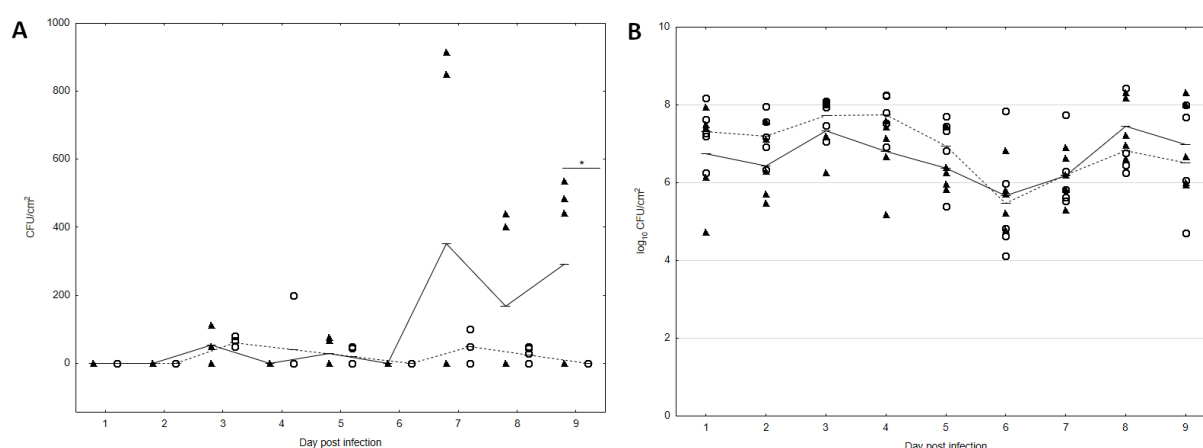 A
CFU/cm²
1000
800
600
400
200
0
*
1 2 3 4 5 6 7 8 9
Day post infection
B
log₁₀ CFU/cm²
10
8
6
4
2
0
1 2 3 4 5 6 7 8 9
Day post infection